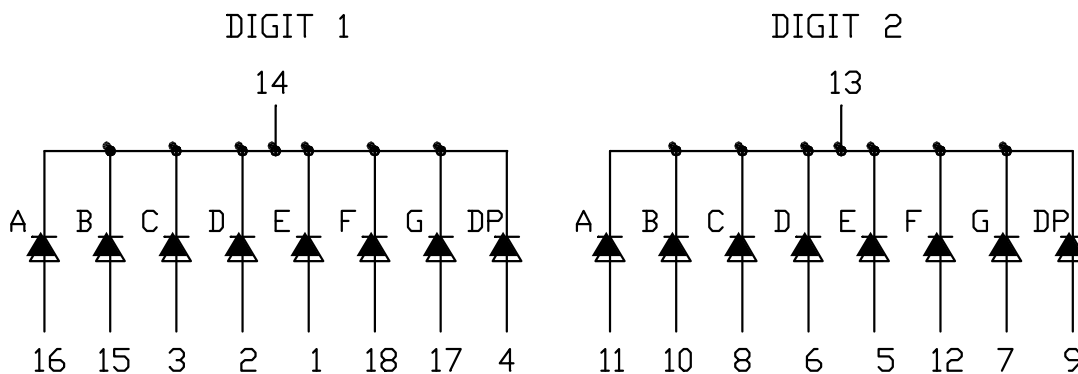 DIGIT 1 DIGIT 2
14 13
A B C D E F G DP A B C D E F G DP
16 15 3 2 1 18 17 4 11 10 8 6 5 12 7 9